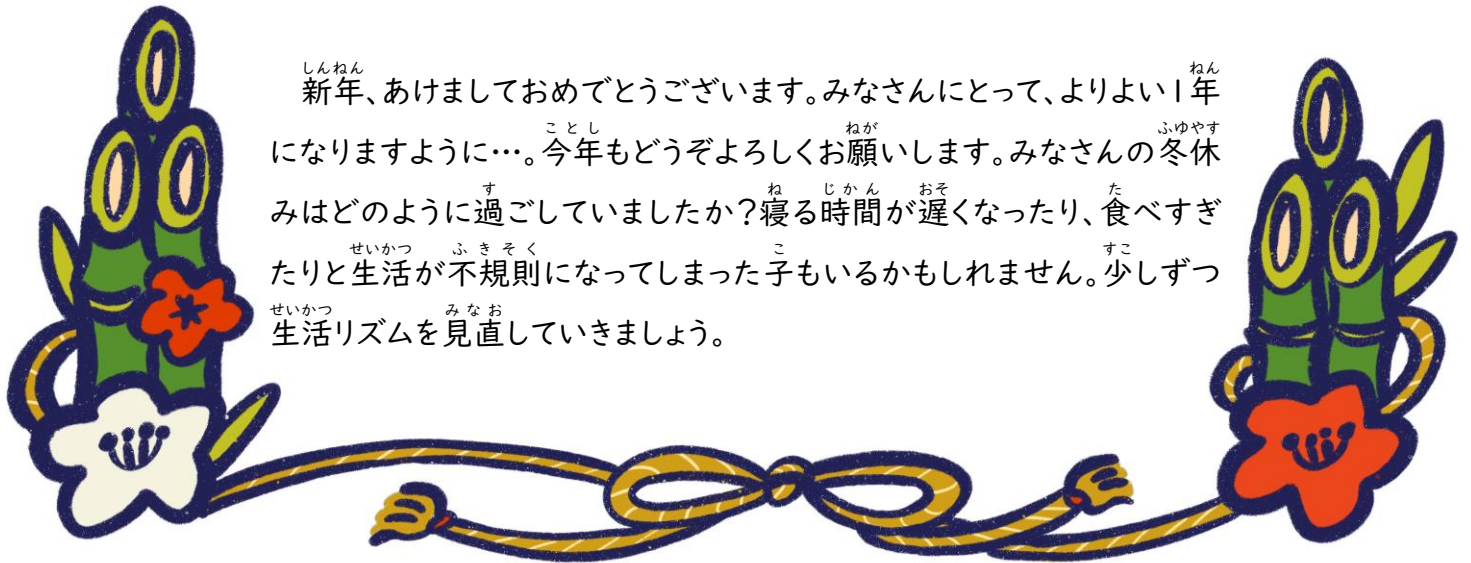 新年、あけましておめでとうございます。みなさんにとって、よりよい1年
になりますように…。今年もどうぞよろしくお願いします。みなさんの冬休
みはどのように過ごしていましたか?寝る時間が遅くなったり、食べすぎ
たりと生活が不規則になってしまった子もいるかもしれません。少しずつ
生活リズムを見直していきましょう。